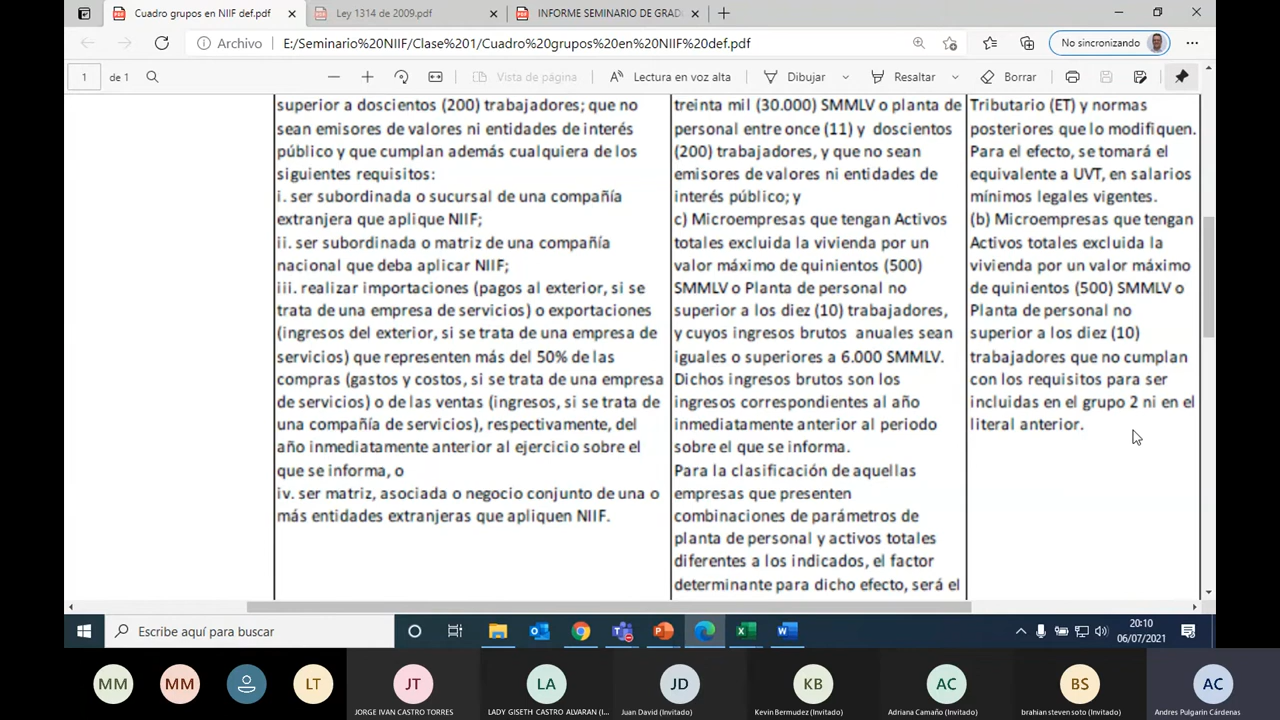 Cuadro grupos en NIIF def.pdf
Ley 1314 de 2009.pdf
INFORME SEMINARIO DE GRAD
Archivo
E:/Seminario%20NIIF/Clase%201/Cuadro%20grupos%20en%20NIIF%20def.pdf
No sincronizando
1
de 1
Vista de página
Lectura en voz alta
Dibujar
Resaltar
Borrar
superior a doscientos (200) trabajadores; que no
sean emisores de valores ni entidades de interés
público y que cumplan además cualquiera de los
siguientes requisitos:
i. ser subordinada o sucursal de una compañía
extranjera que aplique NIIF;
ii. ser subordinada o matriz de una compañía
nacional que deba aplicar NIIF;
iii. realizar importaciones (pagos al exterior, si se
trata de una empresa de servicios) o exportaciones
(ingresos del exterior, si se trata de una empresa de
servicios) que representen más del 50% de las
compras (gastos y costos, si se trata de una empresa
de servicios) o de las ventas (ingresos, si se trata de
una compañía de servicios), respectivamente, del
año inmediatamente anterior al ejercicio sobre el
que se informa, o
iv. ser matriz, asociada o negocio conjunto de una o
más entidades extranjeras que apliquen NIIF.
treinta mil (30.000) SMMLV o planta de
personal entre once (11) y doscientos
(200) trabajadores, y que no sean
emisores de valores ni entidades de
interés público; y
c) Microempresas que tengan Activos
totales excluida la vivienda por un
valor máximo de quinientos (500)
SMMLV o Planta de personal no
superior a los diez (10) trabajadores,
y cuyos ingresos brutos anuales sean
iguales o superiores a 6.000 SMMLV.
Dichos ingresos brutos son los
ingresos correspondientes al año
inmediatamente anterior al periodo
sobre el que se informa.
Para la clasificación de aquellas
empresas que presenten
combinaciones de parámetros de
planta de personal y activos totales
diferentes a los indicados, el factor
determinante para dicho efecto, será el
Tributario (ET) y normas
posteriores que lo modifiquen.
Para el efecto, se tomará el
equivalente a UVT, en salarios
mínimos legales vigentes.
(b) Microempresas que tengan
Activos totales excluida la
vivienda por un valor máximo
de quinientos (500) SMMLV o
Planta de personal no
superior a los diez (10)
trabajadores que no cumplan
con los requisitos para ser
incluidas en el grupo 2 ni en el
literal anterior.
Escribe aquí para buscar
20:10
06/07/2021
MM
MM
LT
JT
JORGE IVAN CASTRO TORRES
LA
LADY GISETH CASTRO ALVARAN (I...
JD
Juan David (Invitado)
KB
Kevin Bermudez (Invitado)
AC
Adriana Camaño (Invitado)
BS
brahian steven soto (Invitado)
AC
Andres Pulgarin Cárdenas